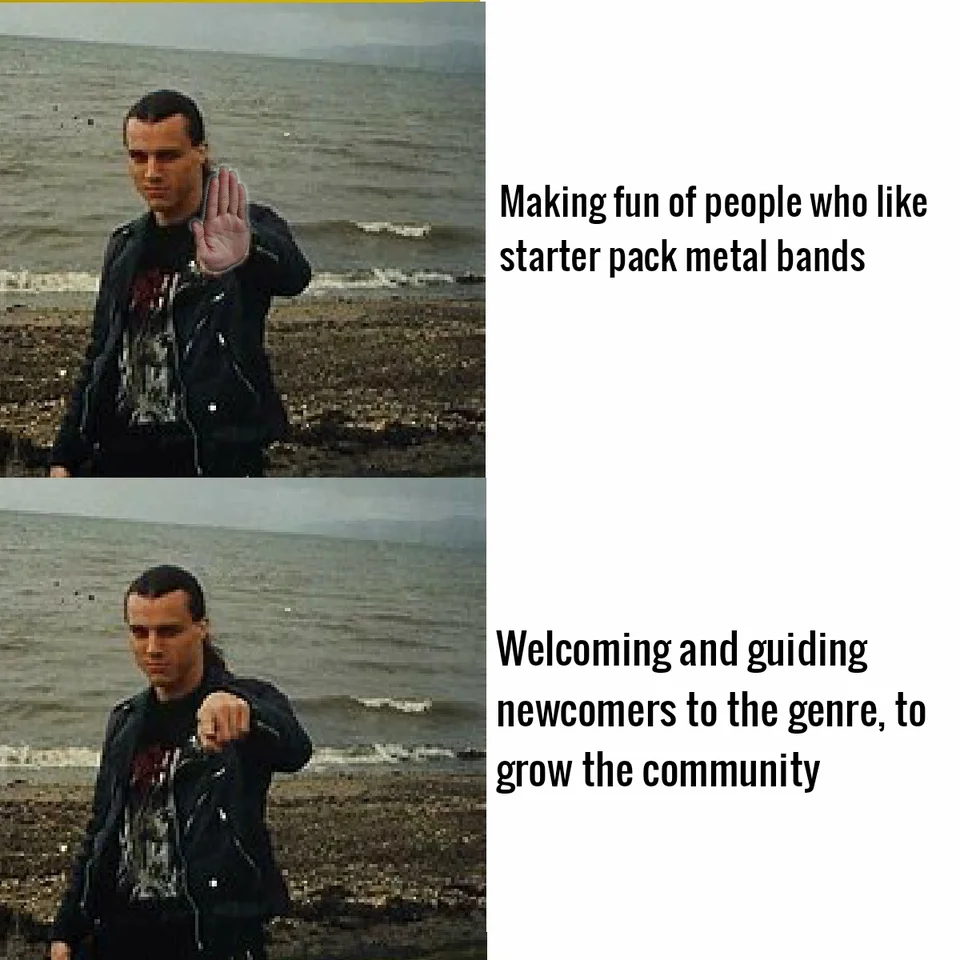 Making fun of people who like
starter pack metal bands
Welcoming and guiding
newcomers to the genre, to
grow the community